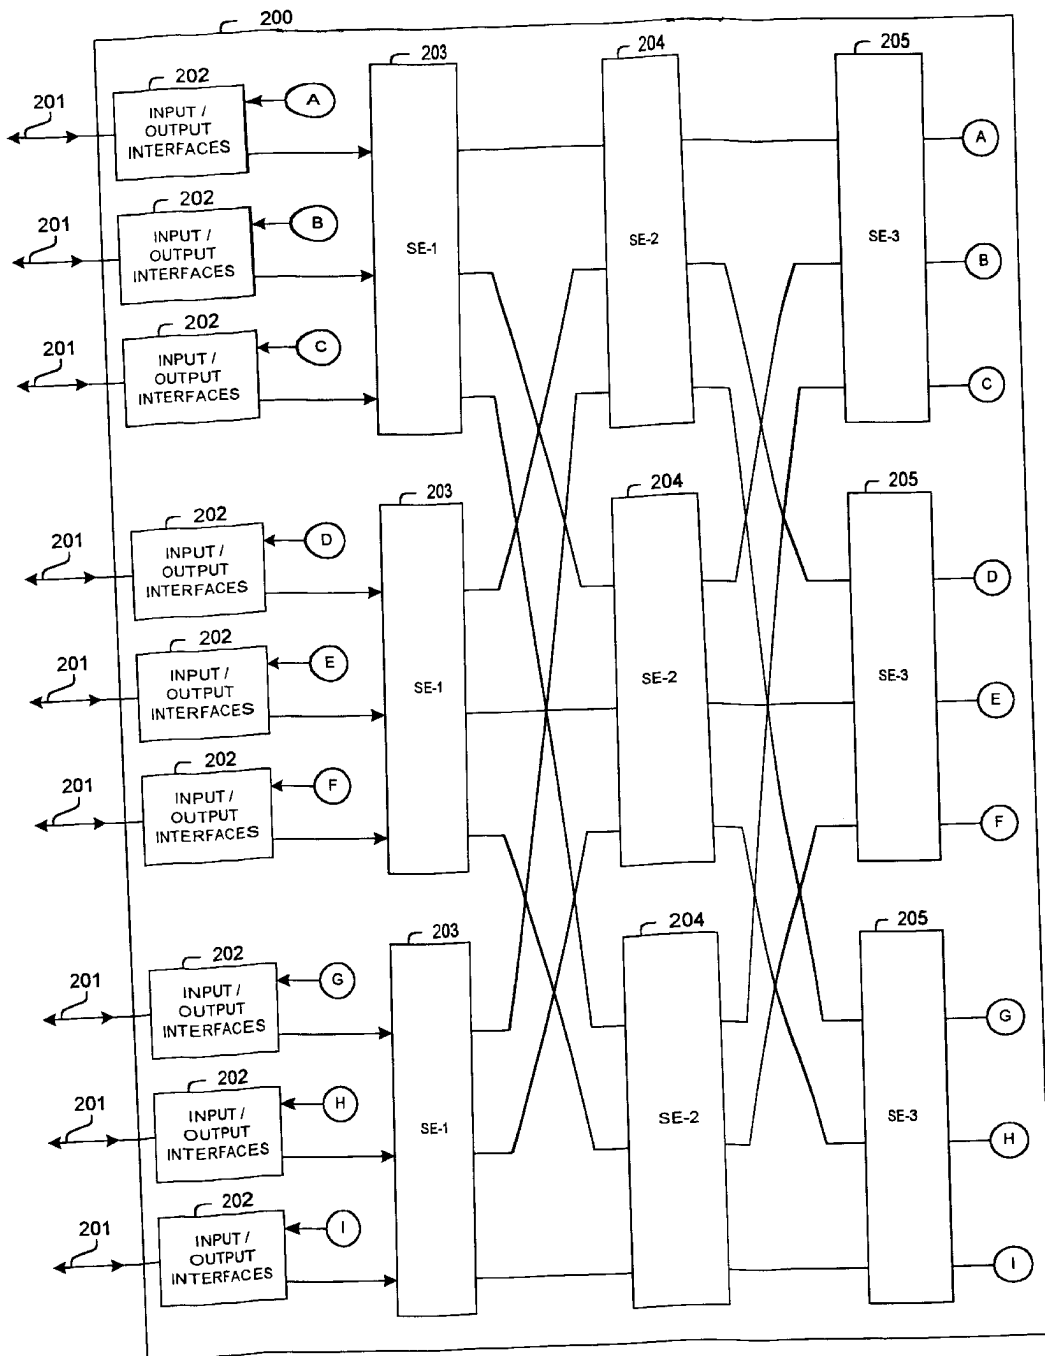 200
203
204
205
202
201
INPUT /
OUTPUT
INTERFACES
A
SE-1
SE-2
SE-3
A
202
201
INPUT /
OUTPUT
INTERFACES
B
B
202
201
INPUT /
OUTPUT
INTERFACES
C
C
203
204
205
202
201
INPUT /
OUTPUT
INTERFACES
D
SE-1
SE-2
SE-3
D
202
201
INPUT /
OUTPUT
INTERFACES
E
E
202
201
INPUT /
OUTPUT
INTERFACES
F
F
203
204
205
202
201
INPUT /
OUTPUT
INTERFACES
G
SE-1
SE-2
SE-3
G
202
201
INPUT /
OUTPUT
INTERFACES
H
H
202
201
INPUT /
OUTPUT
INTERFACES
I
I